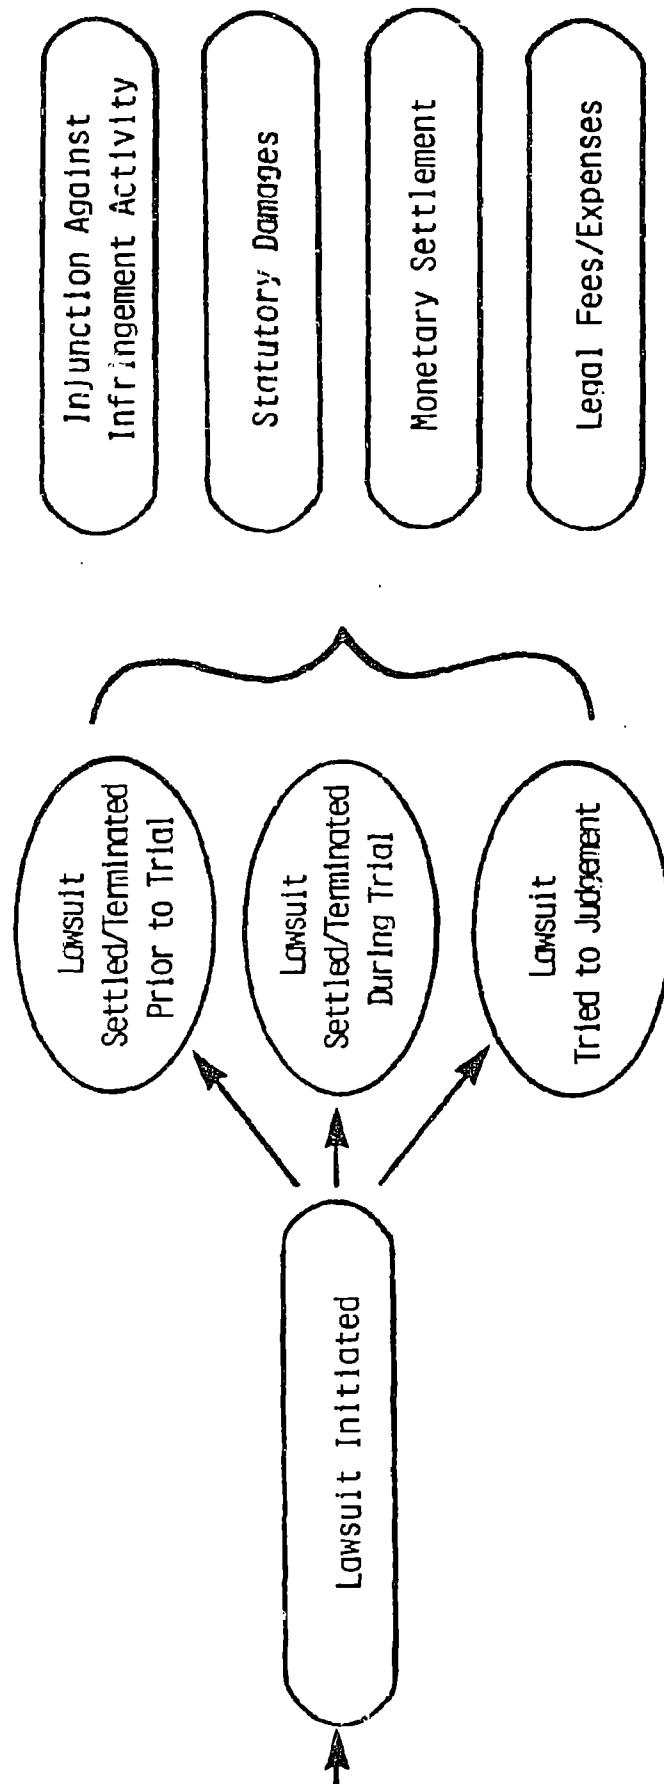 Lawsuit Initiated
Lawsuit
Settled/Terminated
Prior to Trial
Lawsuit
Settled/Terminated
During Trial
Lawsuit
Tried to Judgement
Injunction Against
Infringement Activity
Statutory Damages
Monetary Settlement
Legal Fees/Expenses